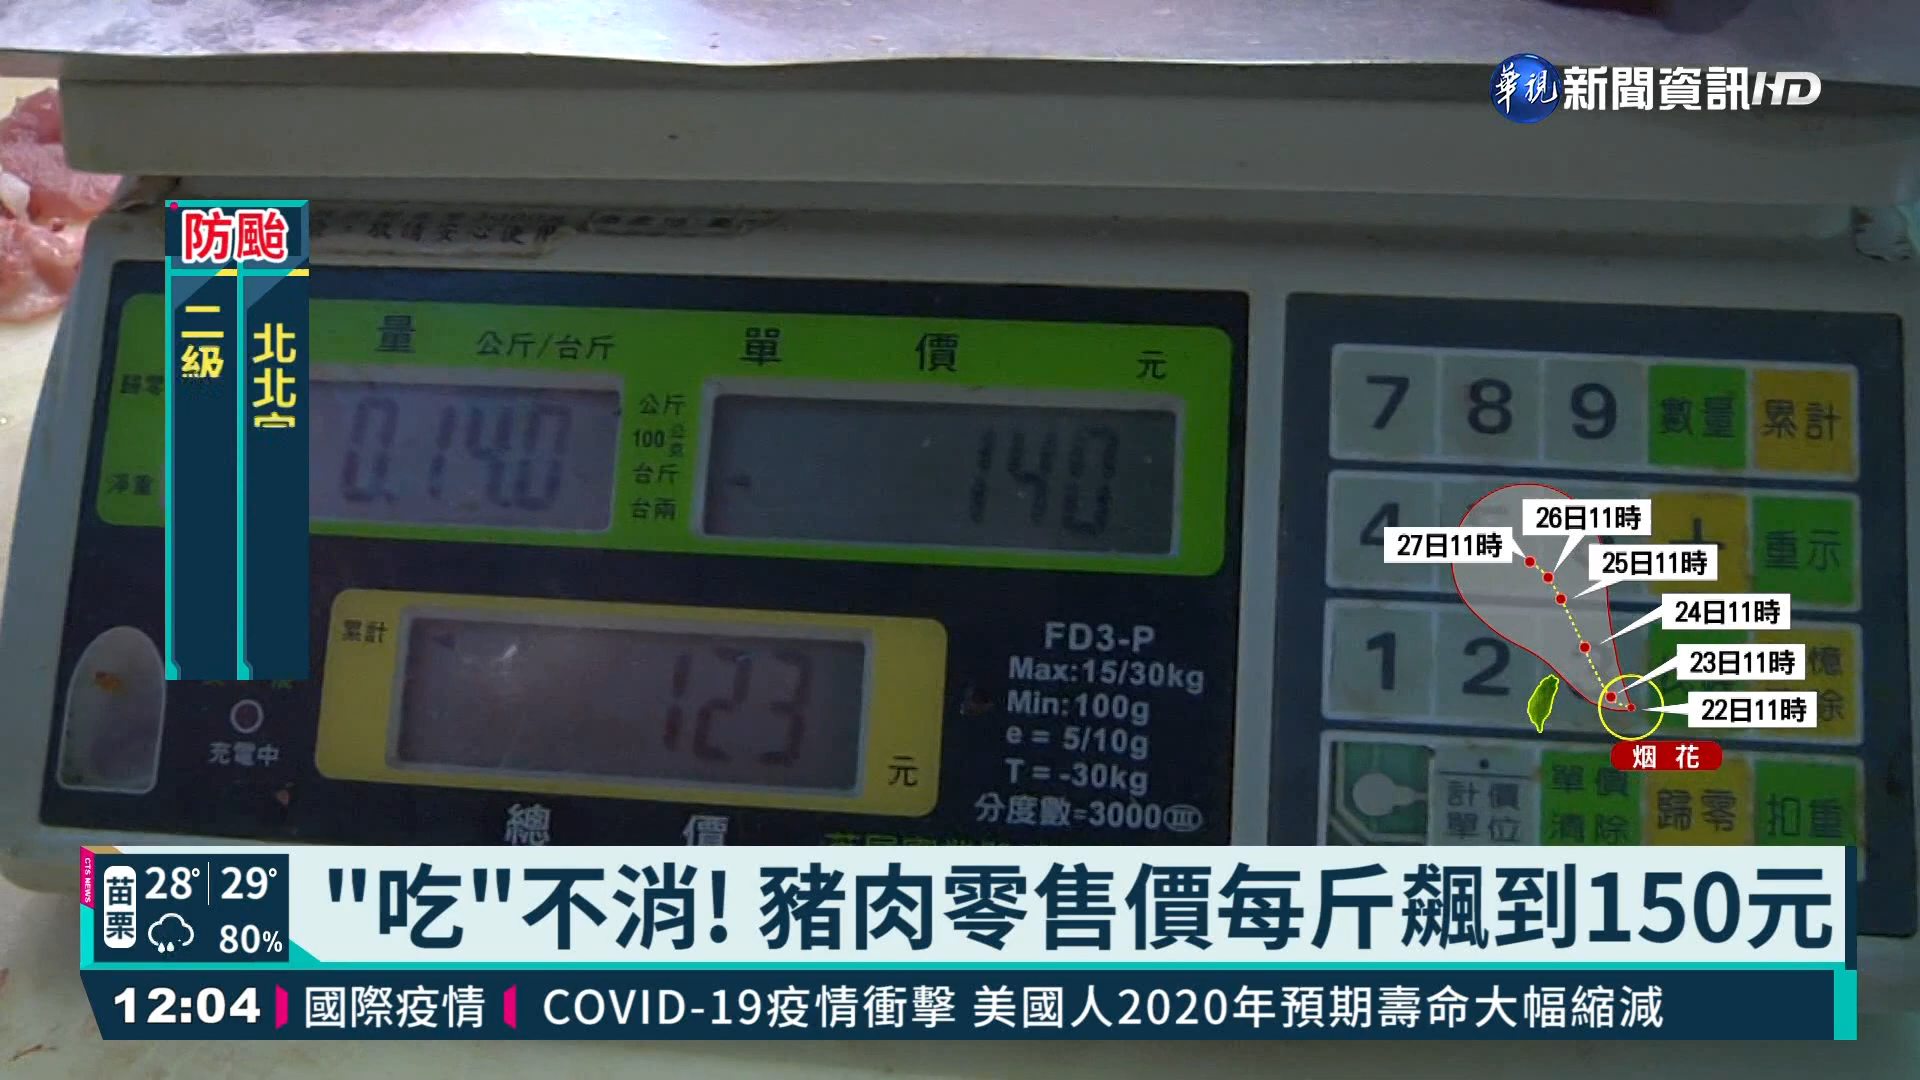 華視 新聞資訊HD
防颱
二級
北北
量 公斤/台斤
單 價 元
歸零
0.140
公斤
100公克
台斤
台兩
淨重
140
7 8 9 數量 累計
4 重示
1 2
累計
123
元
充電中
總 價
FD3-P
Max:15/30kg
Min:100g
e = 5/10g
T = -30kg
分度數=3000Ⅲ
計價單位
單價清除
歸零
扣重
27日11時
26日11時
25日11時
24日11時
23日11時
22日11時
烟花
CTS NEWS
苗栗
28° 29°
80%
"吃"不消! 豬肉零售價每斤飆到150元
12:04 國際疫情 COVID-19疫情衝擊 美國人2020年預期壽命大幅縮減